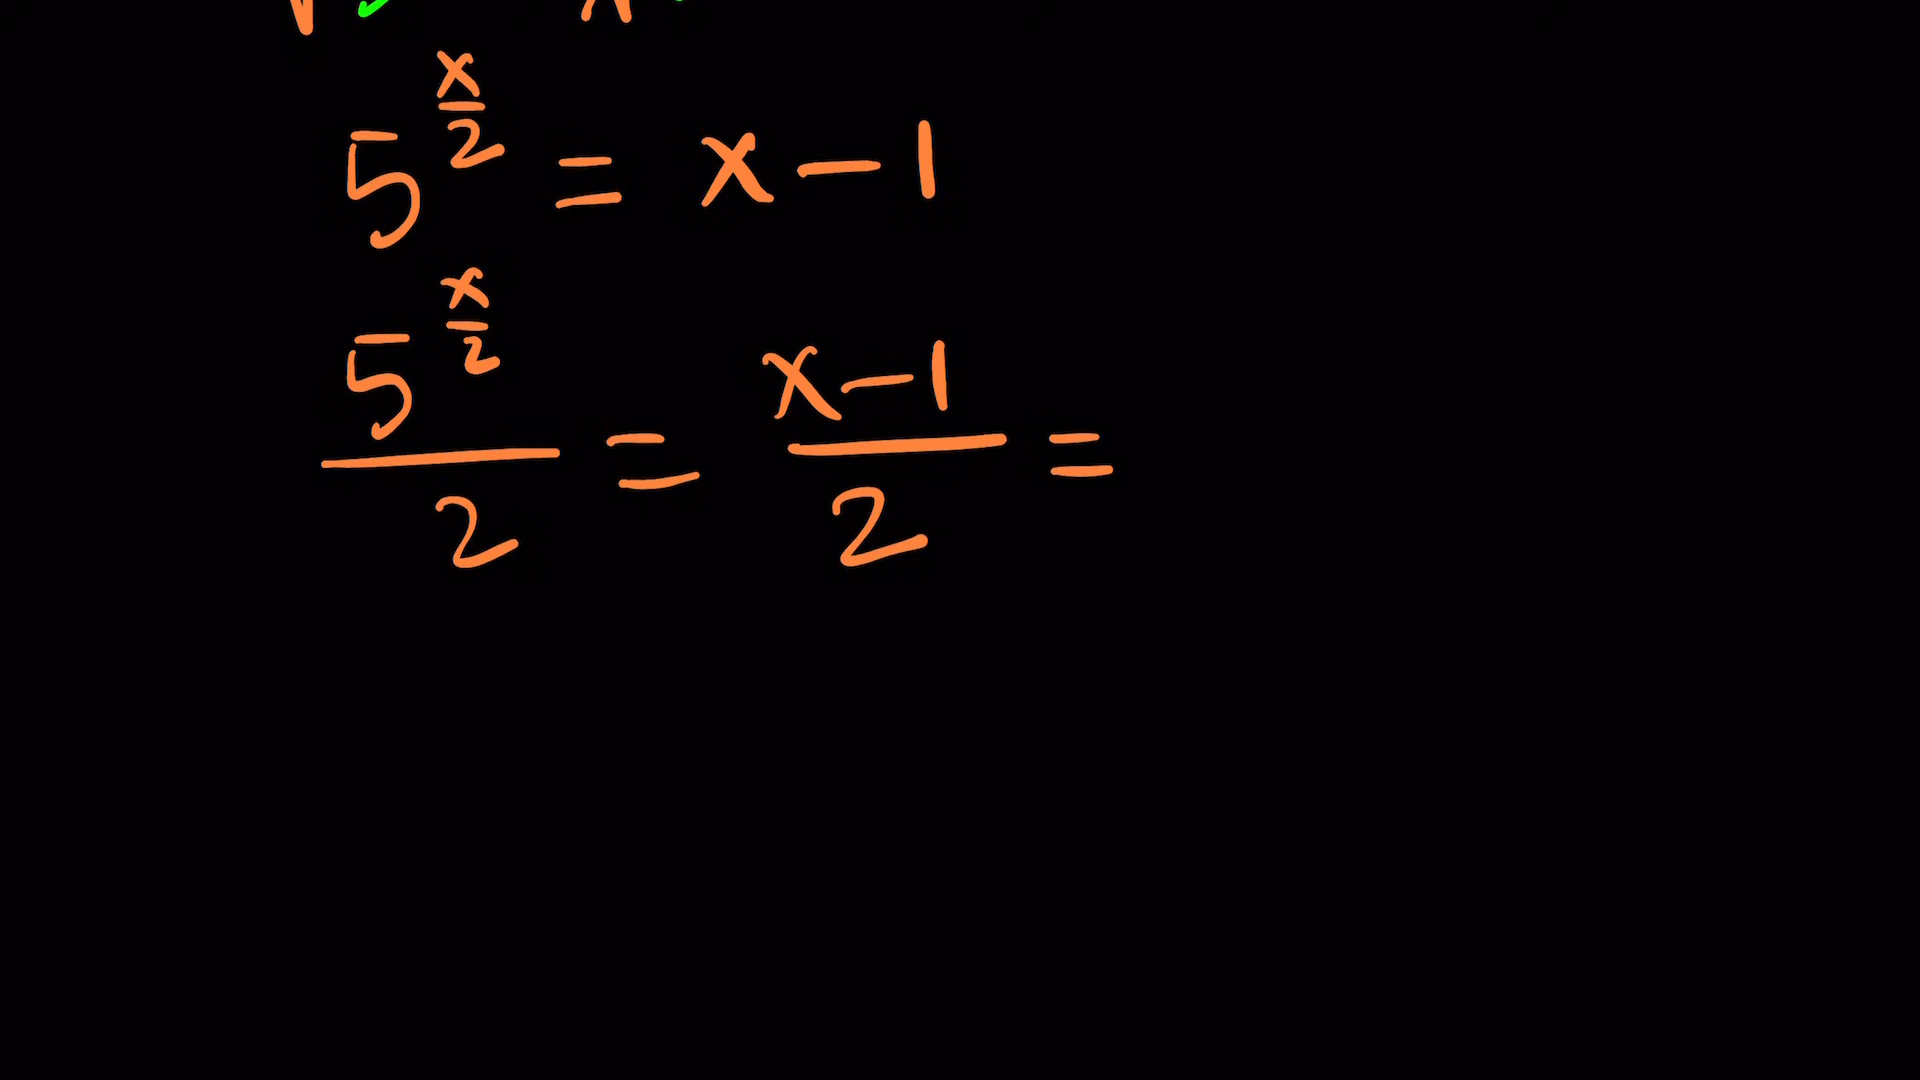 5^(x/2) = x - 1
5^(x/2)/2 = (x - 1)/2 =